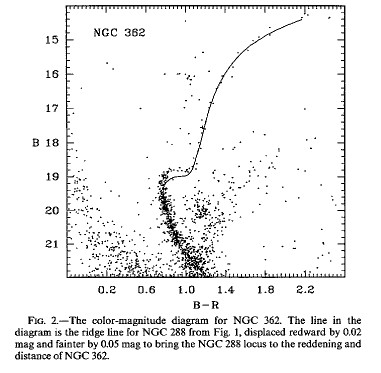 NGC 362
15
16
17
18
19
20
21
B
0.2 0.6 1.0 1.4 1.8 2.2
B-R
FIG. 2.—The color-magnitude diagram for NGC 362. The line in the
diagram is the ridge line for NGC 288 from Fig. 1, displaced redward by 0.02
mag and fainter by 0.05 mag to bring the NGC 288 locus to the reddening and
distance of NGC 362.